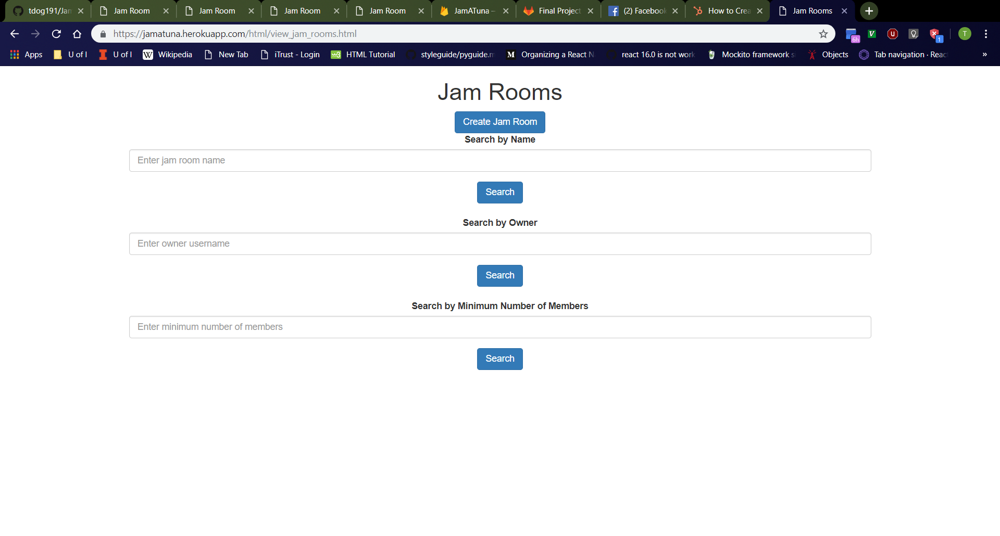 tdog191/Jam
Jam Room
Jam Room
Jam Room
Jam Room
JamATuna –
Final Project
(2) Facebook
How to Crea
Jam Rooms
https://jamatuna.herokuapp.com/html/view_jam_rooms.html
6h
V
U
1
T
Apps
U of I
U of I
W Wikipedia
New Tab
iTrust - Login
w3 HTML Tutorial
styleguide/pyguide.m
M Organizing a React N
react 16.0 is not work
Mockito framework s
Objects
Tab navigation · Reac
»
Jam Rooms
Create Jam Room
Search by Name
Enter jam room name
Search
Search by Owner
Enter owner username
Search
Search by Minimum Number of Members
Enter minimum number of members
Search